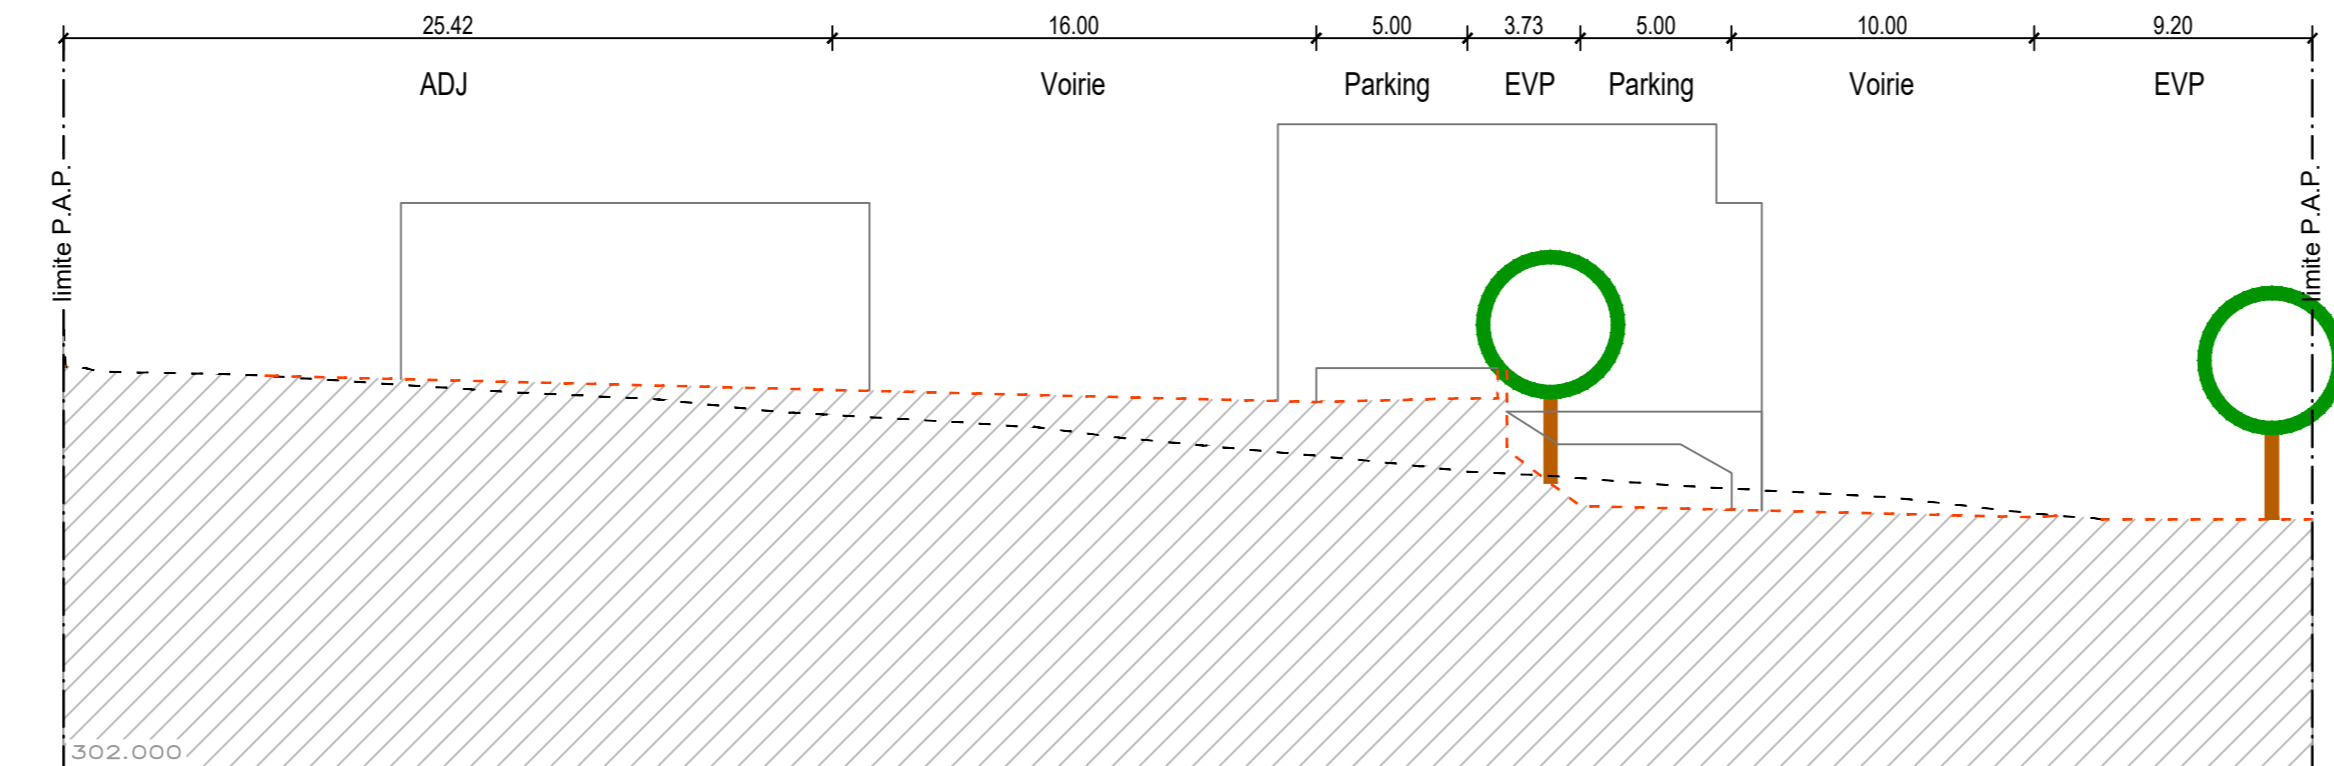 25.42 16.00 5.00 3.73 5.00 10.00 9.20
ADJ Voirie Parking EVP Parking Voirie EVP
limite P.A.P.
limite P.A.P.
302.000